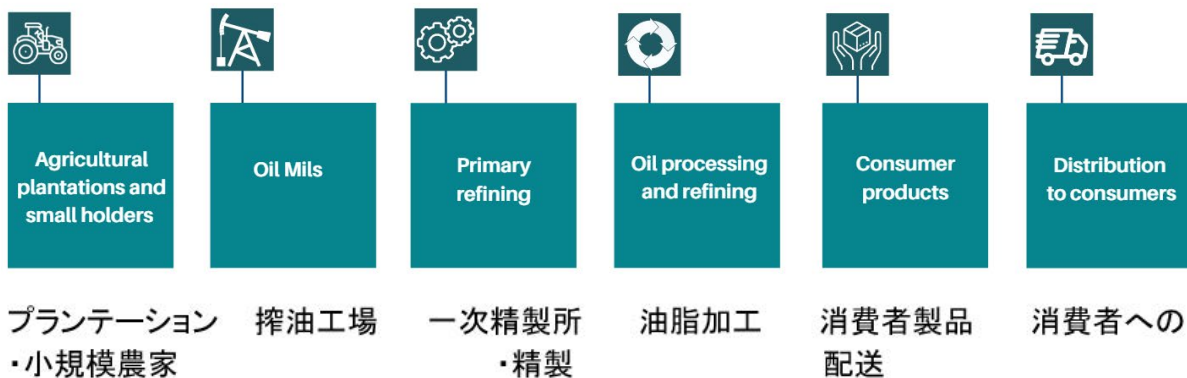 Agricultural
plantations and
small holders
Oil Mils
Primary
refining
Oil processing
and refining
Consumer
products
Distribution
to consumers
プランテーション 搾油工場 一次精製所 油脂加工 消費者製品 消費者への
・小規模農家 ・精製 配送